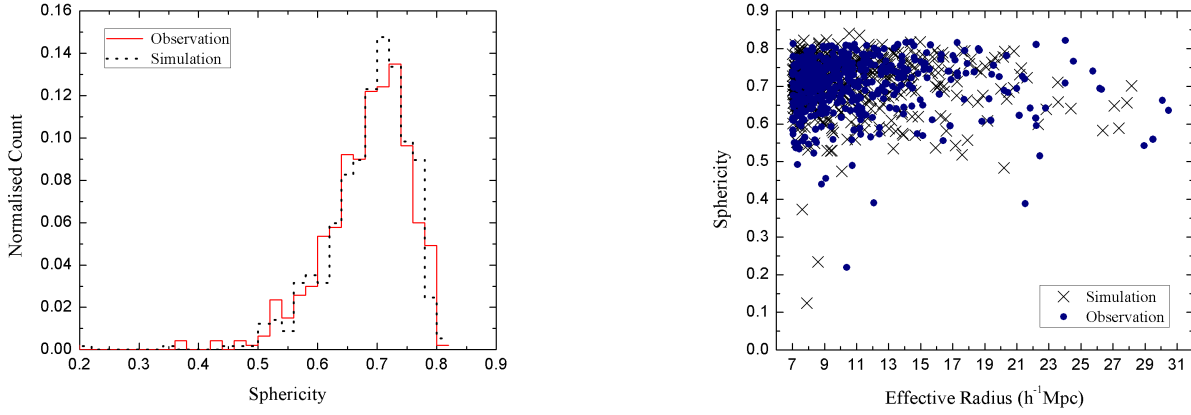 Observation
Simulation
Normalised Count
0.16
0.14
0.12
0.10
0.08
0.06
0.04
0.02
0.00
0.2 0.3 0.4 0.5 0.6 0.7 0.8 0.9
Sphericity
Sphericity
0.9
0.8
0.7
0.6
0.5
0.4
0.3
0.2
0.1
0.0
Simulation
Observation
7 9 11 13 15 17 19 21 23 25 27 29 31
Effective Radius (h⁻¹Mpc)